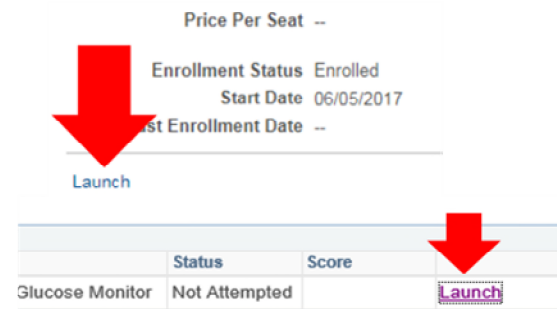 Price Per Seat --
Enrollment Status Enrolled
Start Date 06/05/2017
st Enrollment Date --
Launch
Status Score
Glucose Monitor Not Attempted Launch